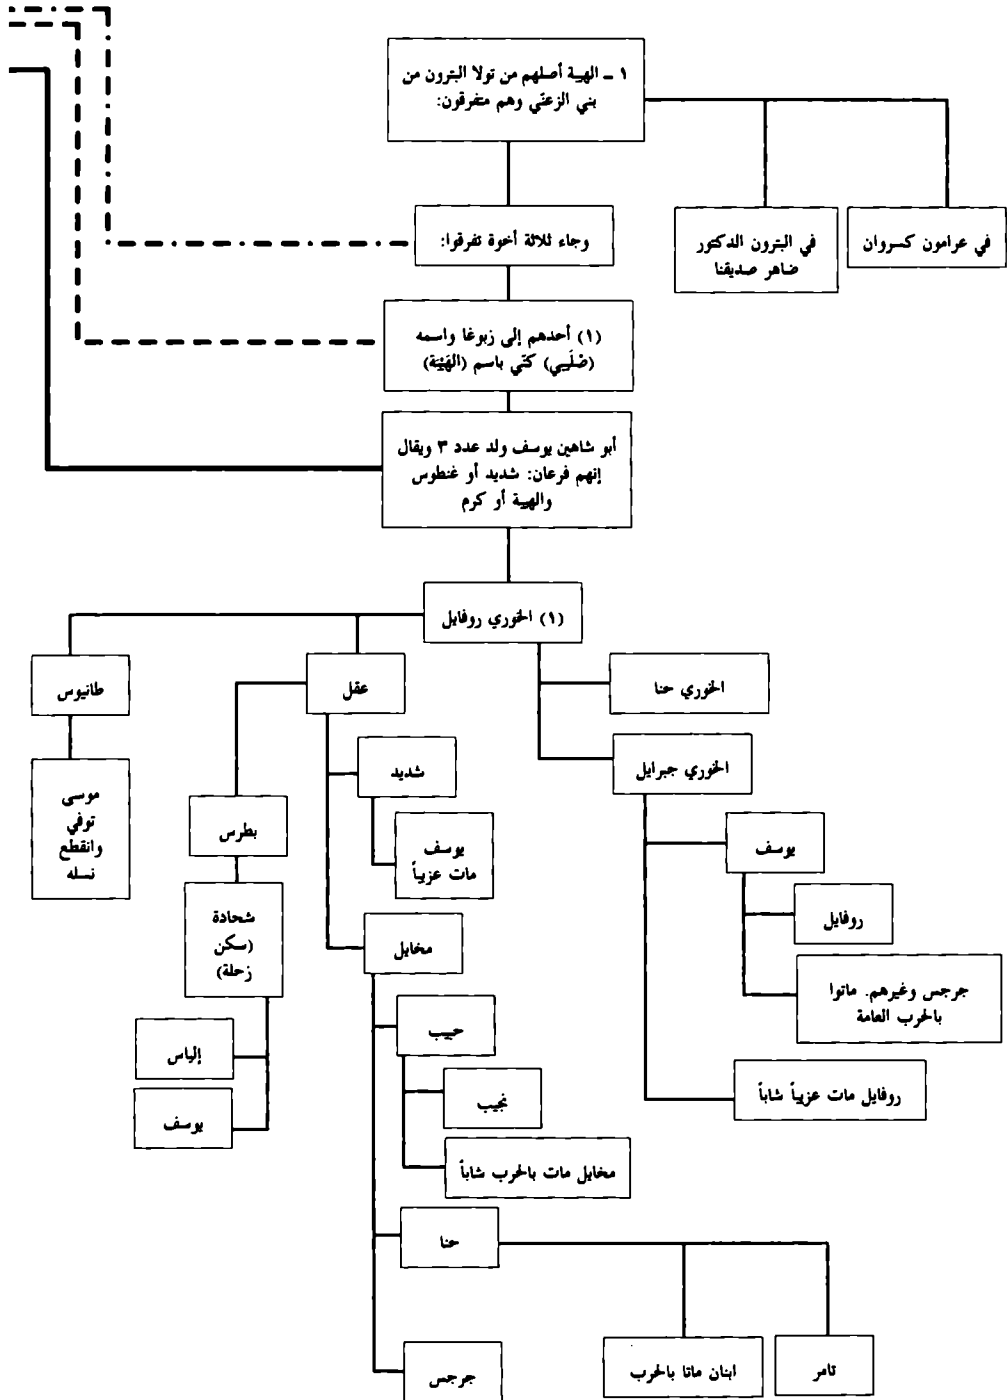 ١ – الهيبة أصلهم من تولا البترون من
بني الزعنّي وهم متفرقون:
في عرامون كسروان
في البترون الدكتور
ضاهر صديقنا
وجاء ثلاثة أخوة تفرقوا:
(١) أحدهم إلى زبوغا واسمه
(صْلَيبي) كنّي باسم (الهَيْبَة)
أبو شاهين يوسف ولد عدد ٣ ويقال
إنهم فرعان: شديد أو غنطوس
والهيبة أو كرم
(١) الخوري روفايل
الخوري حنا
الخوري جبرايل
يوسف
روفايل
جرجس وغيرهم. ماتوا
بالحرب العامة
روفايل مات عزيباً شاباً
عقل
شديد
يوسف
مات عزيباً
مخايل
حبيب
نجيب
مخايل مات بالحرب شاباً
حنا
تامر
ابنان ماتا بالحرب
جرجس
بطرس
شحادة
(سكن
زحلة)
إلياس
يوسف
طانيوس
موسى
توفي
وانقطع
نسله